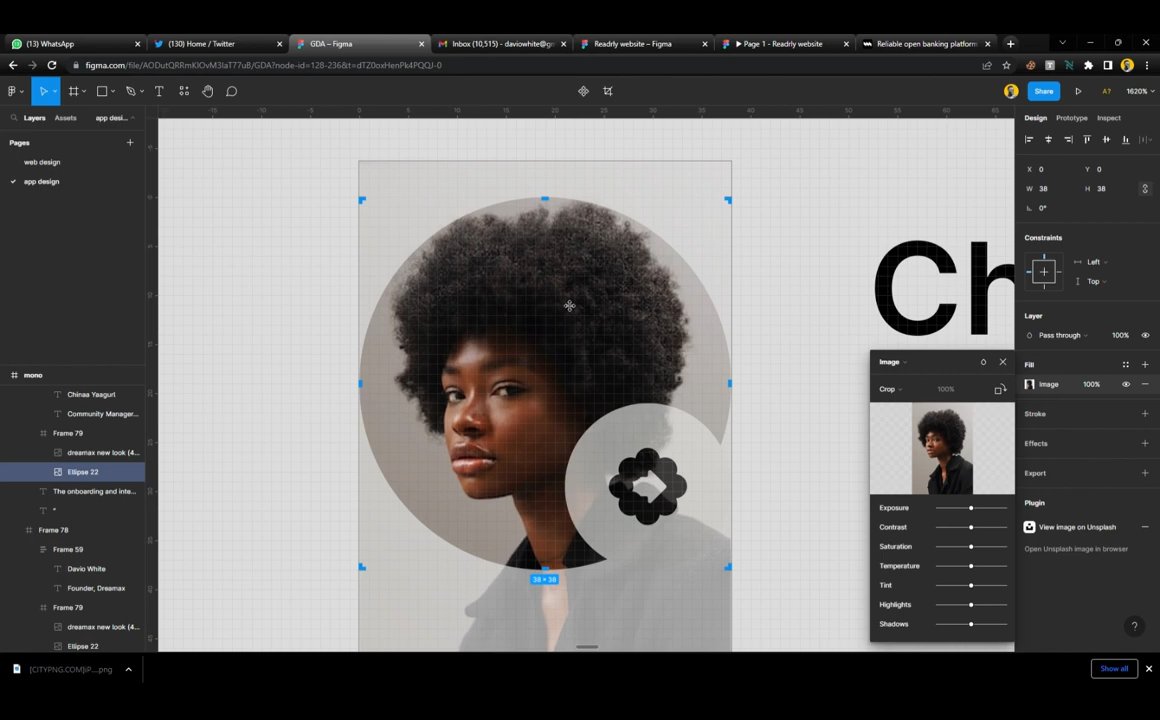 (13) WhatsApp
(130) Home / Twitter
GDA – Figma
Inbox (10,515) - daviowhite@gm
Readrly website – Figma
Page 1 - Readrly website
Reliable open banking platform
figma.com/file/AODutQRRmKlOvM3IaT77uB/GDA?node-id=128-236&t=dTZ0oxHenPk4PQQJ-0
Share
A?
1620%
Layers
Assets
app desi...
Design
Prototype
Inspect
Pages
web design
app design
X 0
Y 0
W 38
H 38
0°
Constraints
Left
Top
Layer
Pass through
100%
Fill
Image
100%
Stroke
Effects
Export
Plugin
View image on Unsplash
Open Unsplash image in browser
Ch
38 × 38
Image
Crop
100%
Exposure
Contrast
Saturation
Temperature
Tint
Highlights
Shadows
mono
Chinaa Yaagurt
Community Manager...
Frame 79
dreamax new look (4...
Ellipse 22
The onboarding and inte...
"
Frame 78
Frame 59
Davio White
Founder, Dreamax
Frame 79
dreamax new look (4...
Ellipse 22
[CITYPNG.COM]iP....png
Show all